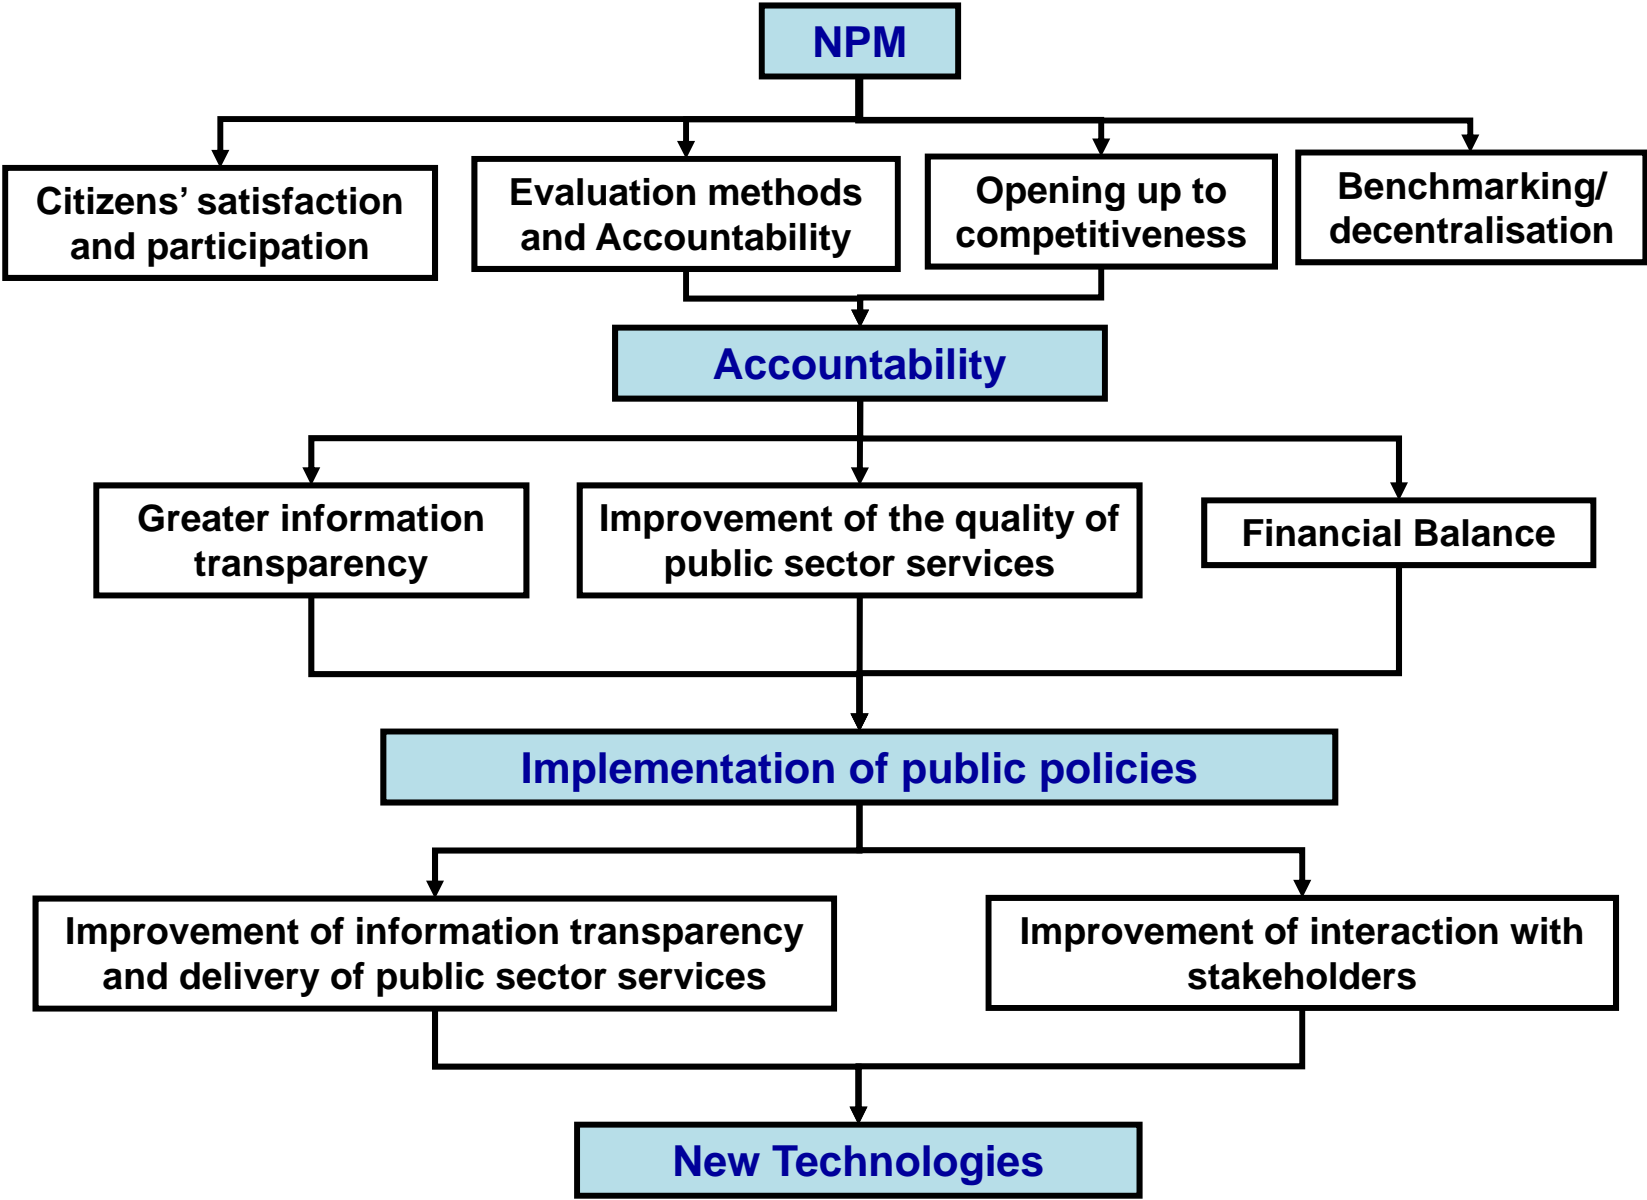 NPM
Citizens’ satisfaction
and participation
Evaluation methods
and Accountability
Opening up to
competitiveness
Benchmarking/
decentralisation
Accountability
Greater information
transparency
Improvement of the quality of
public sector services
Financial Balance
Implementation of public policies
Improvement of information transparency
and delivery of public sector services
Improvement of interaction with
stakeholders
New Technologies